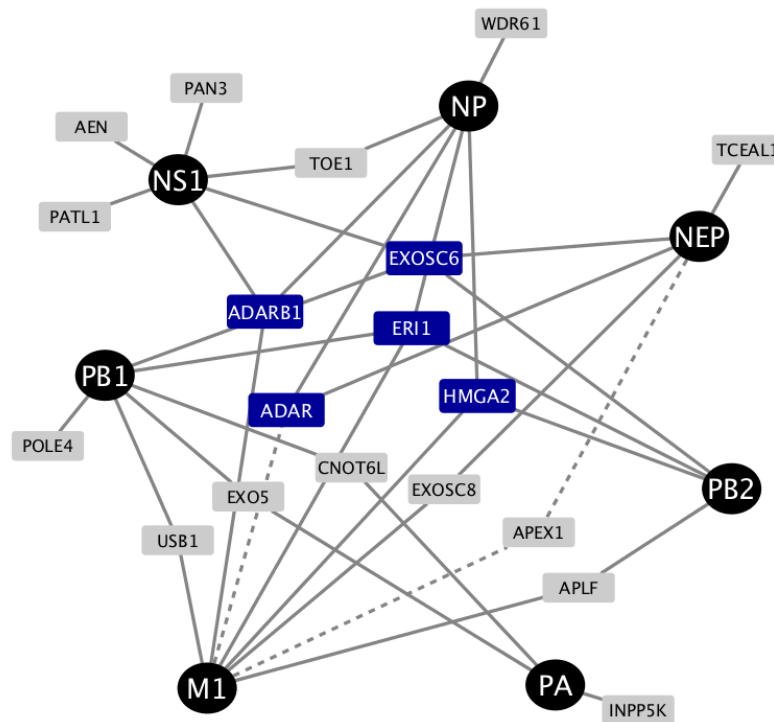 WDR61
PAN3
NP
AEN
TCEAL1
TOE1
NS1
PATL1
NEP
EXOSC6
ADARB1
ERI1
PB1
HMGA2
ADAR
POLE4
CNOT6L
EXOSC8
PB2
EXO5
APEX1
USB1
APLF
M1
PA
INPP5K